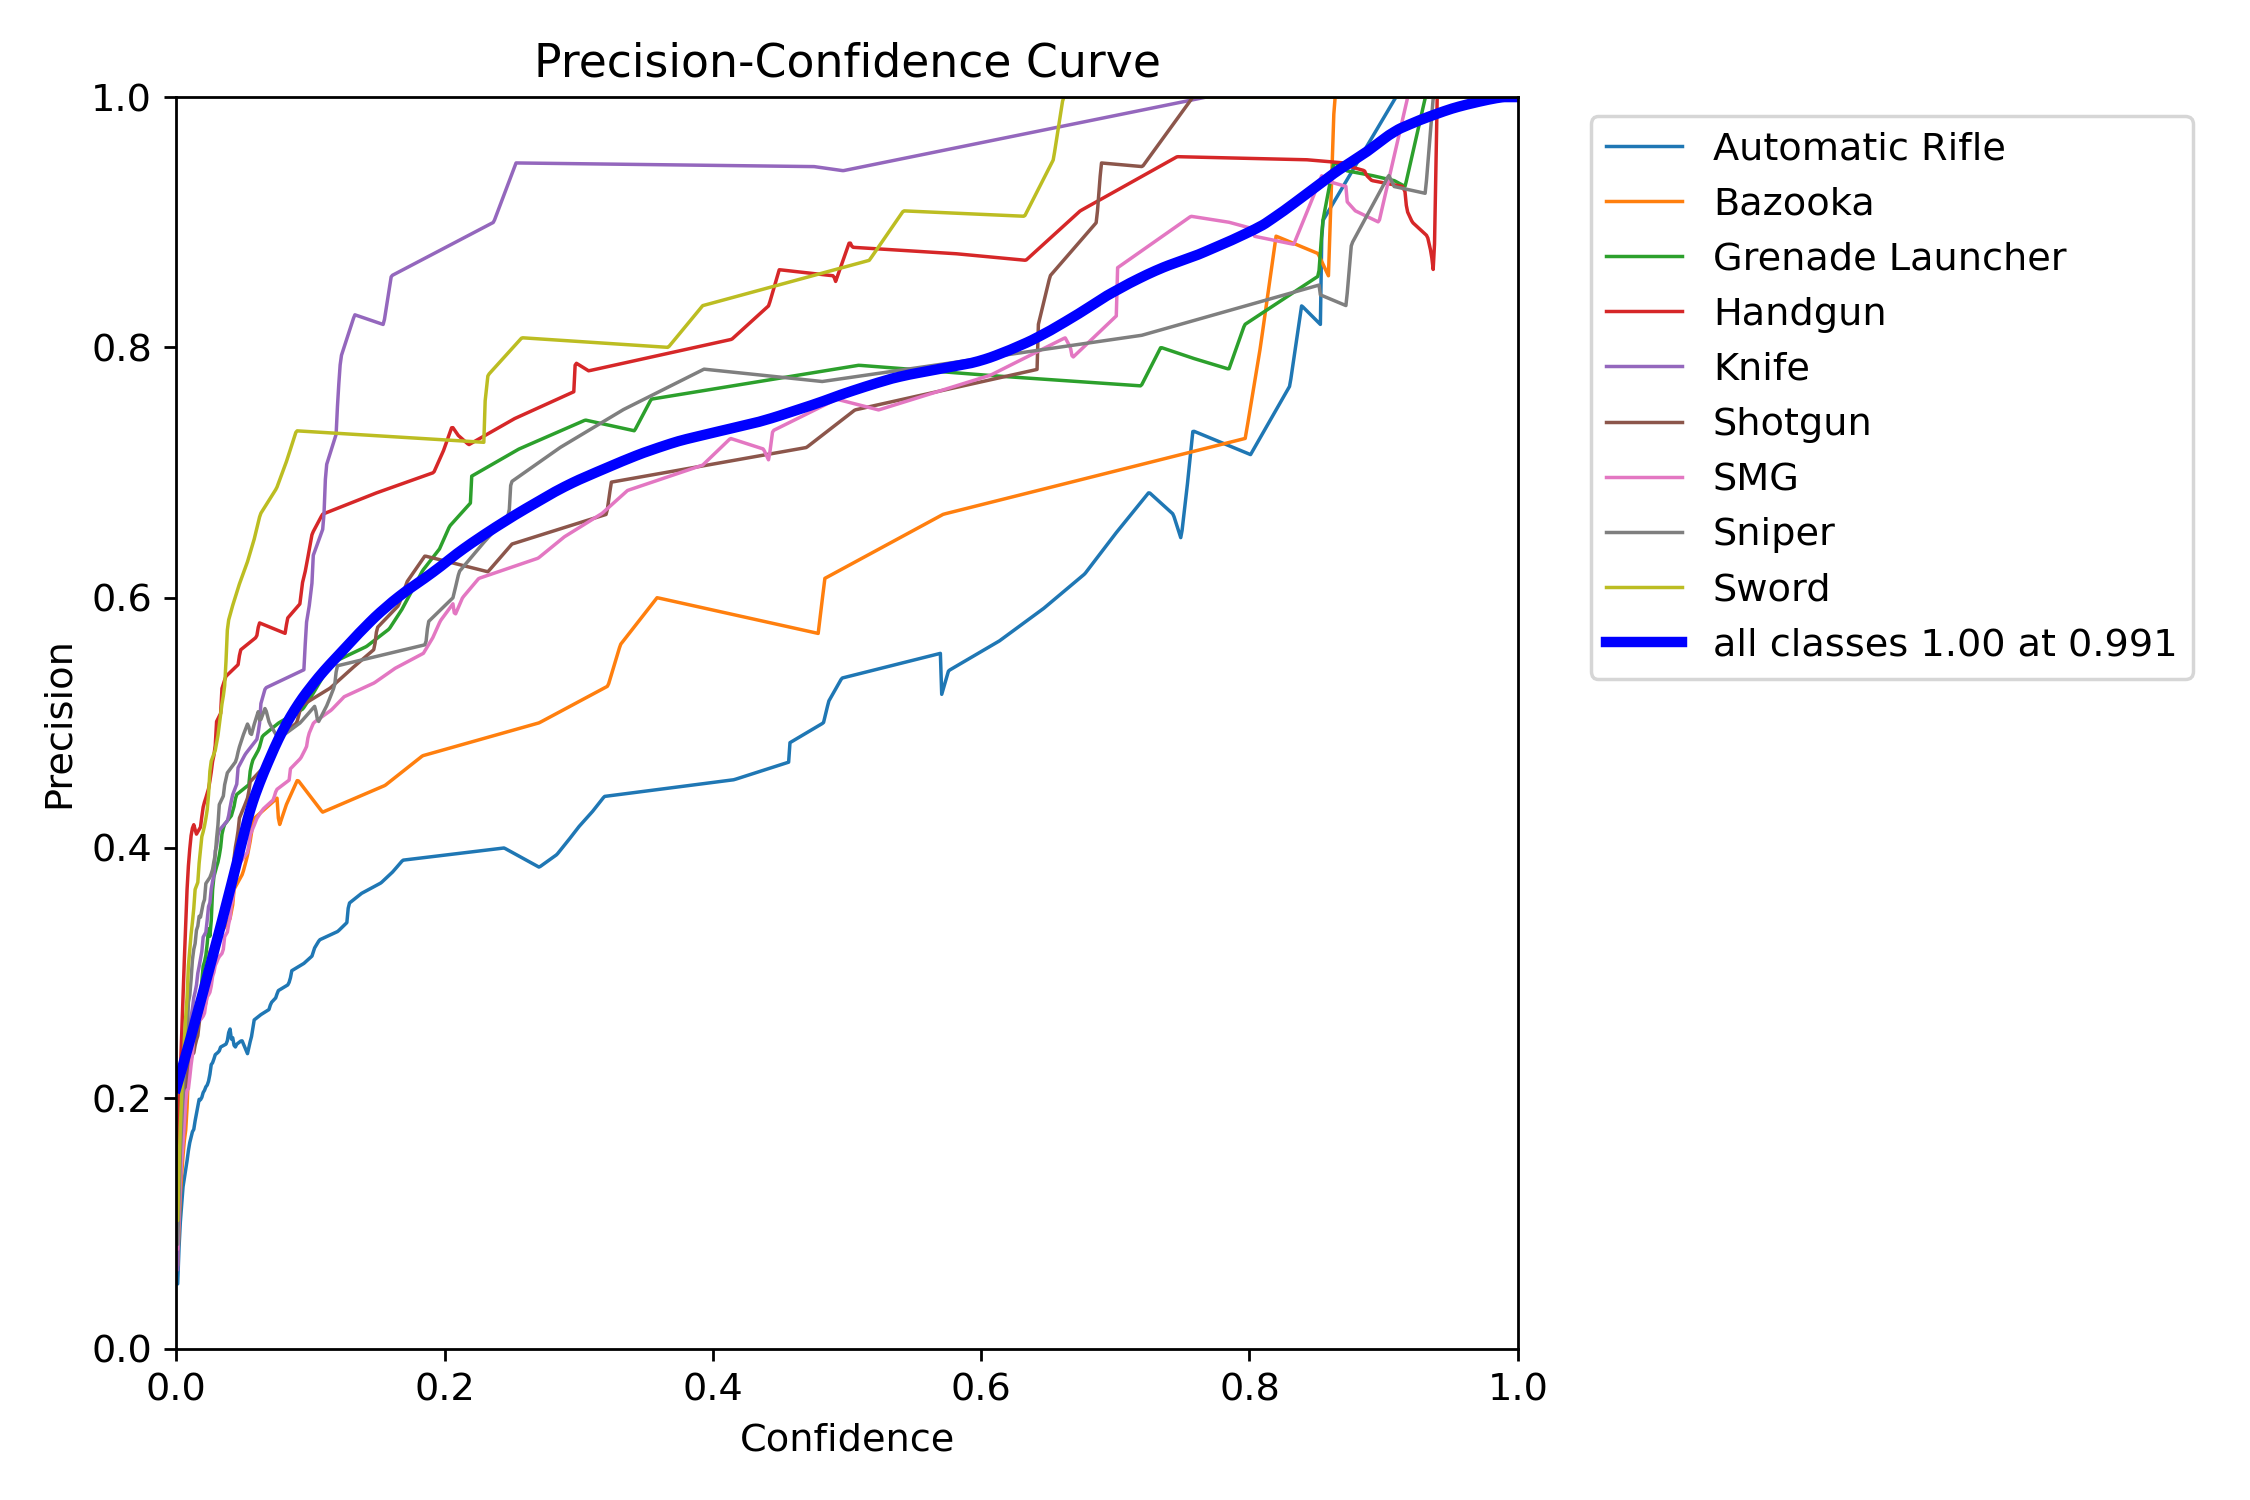 Precision-Confidence Curve
1.0
0.8
0.6
0.4
0.2
0.0
Precision
0.0 0.2 0.4 0.6 0.8 1.0
Confidence
Automatic Rifle
Bazooka
Grenade Launcher
Handgun
Knife
Shotgun
SMG
Sniper
Sword
all classes 1.00 at 0.991